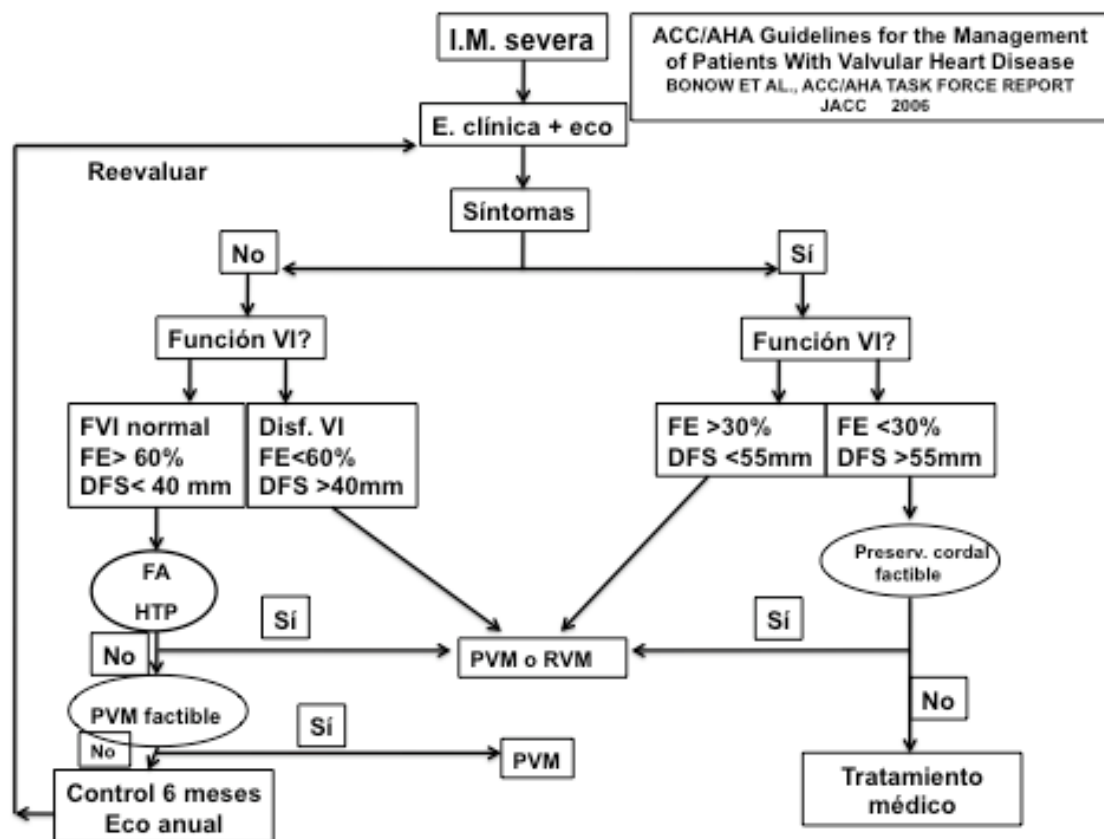 I.M. severa
ACC/AHA Guidelines for the Management
of Patients With Valvular Heart Disease
BONOW ET AL., ACC/AHA TASK FORCE REPORT
JACC 2006
E. clínica + eco
Reevaluar
Síntomas
No
Sí
Función VI?
Función VI?
FVI normal
FE> 60%
DFS< 40 mm
Disf. VI
FE<60%
DFS >40mm
FE >30%
DFS <55mm
FE <30%
DFS >55mm
FA
HTP
Preserv. cordal
factible
Sí
Sí
No
PVM o RVM
No
PVM factible
Sí
No
PVM
Control 6 meses
Eco anual
Tratamiento
médico